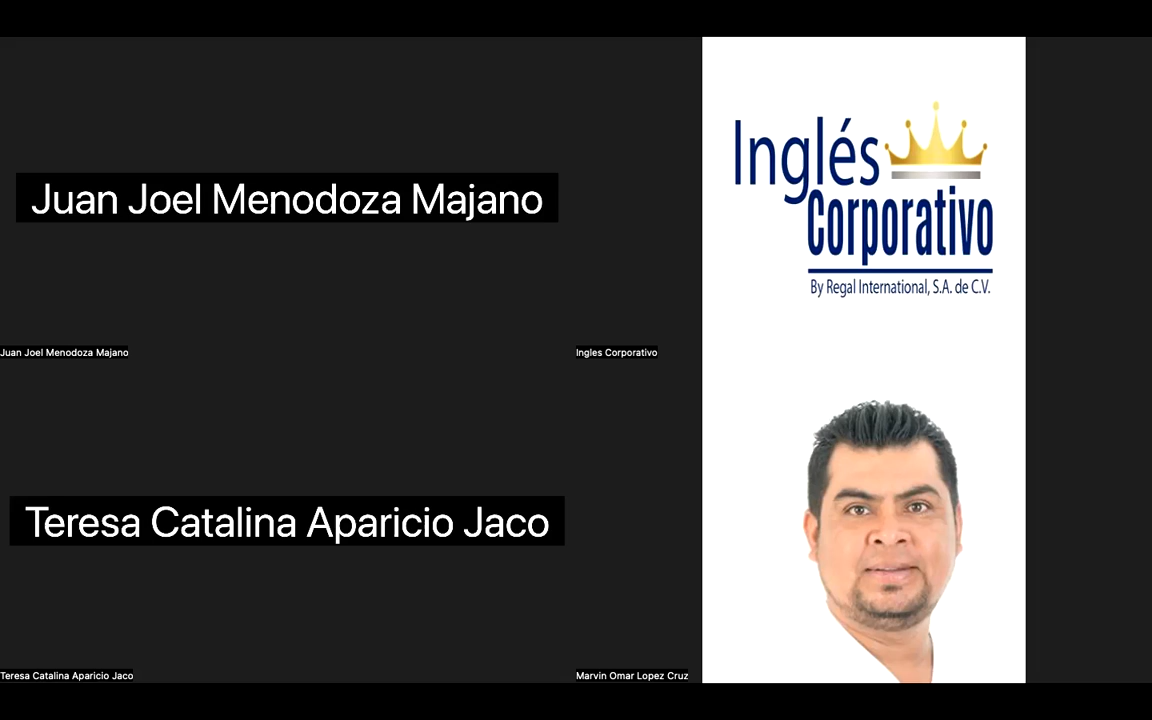 Juan Joel Menodoza Majano
Juan Joel Menodoza Majano
Inglés
Corporativo
By Regal International, S.A. de C.V.
Ingles Corporativo
Teresa Catalina Aparicio Jaco
Teresa Catalina Aparicio Jaco
Marvin Omar Lopez Cruz